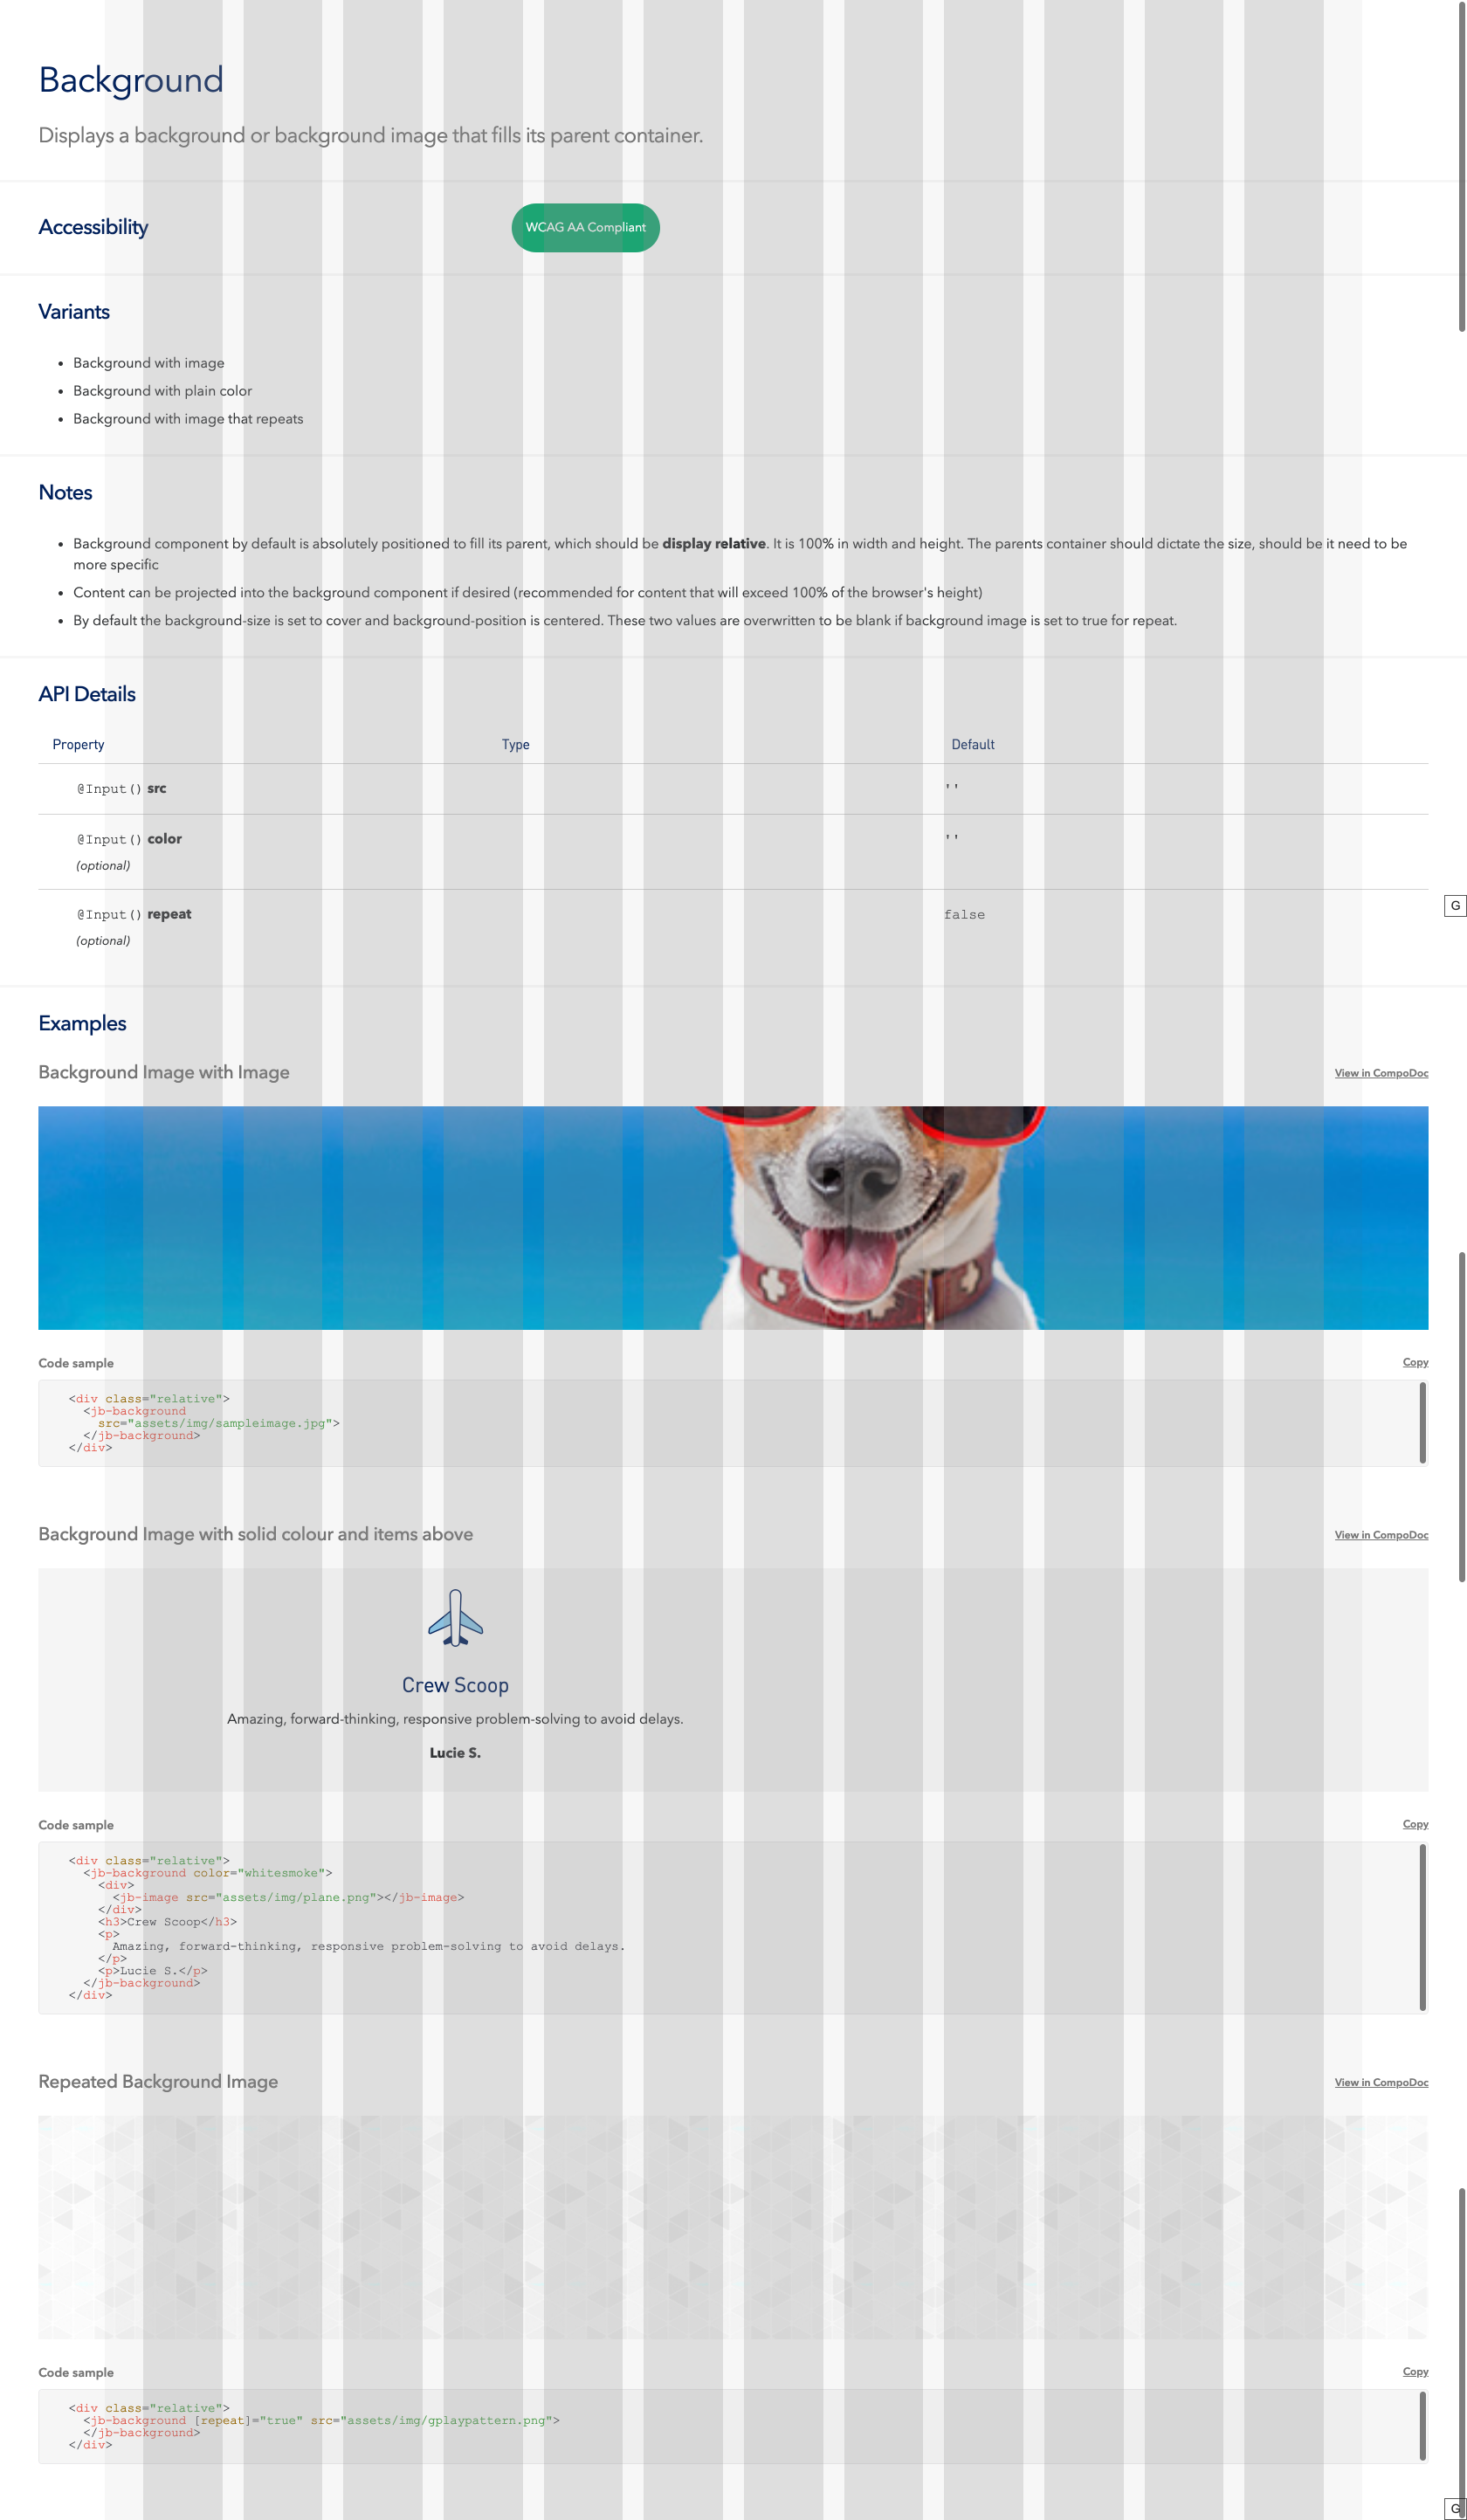 Background
Displays a background or background image that fills its parent container.
Accessibility
WCAG AA Compliant
Variants
• Background with image
• Background with plain color
• Background with image that repeats
Notes
• Background component by default is absolutely positioned to fill its parent, which should be display relative. It is 100% in width and height. The parents container should dictate the size, should be it need to be
more specific
• Content can be projected into the background component if desired (recommended for content that will exceed 100% of the browser's height)
• By default the background-size is set to cover and background-position is centered. These two values are overwritten to be blank if background image is set to true for repeat.
API Details
Property Type Default
@Input() src ''
@Input() color ''
(optional)
@Input() repeat false
(optional)
G
Examples
Background Image with Image View in CompoDoc
Code sample Copy
<div class="relative">
  <jb-background
    src="assets/img/sampleimage.jpg">
  </jb-background>
</div>
Background Image with solid colour and items above View in CompoDoc
Crew Scoop
Amazing, forward-thinking, responsive problem-solving to avoid delays.
Lucie S.
Code sample Copy
<div class="relative">
  <jb-background color="whitesmoke">
    <div>
      <jb-image src="assets/img/plane.png"></jb-image>
    </div>
    <h3>Crew Scoop</h3>
    <p>
      Amazing, forward-thinking, responsive problem-solving to avoid delays.
    </p>
    <p>Lucie S.</p>
  </jb-background>
</div>
Repeated Background Image View in CompoDoc
Code sample Copy
<div class="relative">
  <jb-background [repeat]="true" src="assets/img/gplaypattern.png">
  </jb-background>
</div>
G